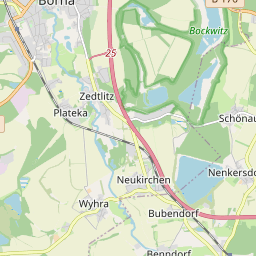 Borna
B 176
Bockwitz
25
Zedtlitz
Plateka
Schönau
Nenkersdo
Neukirchen
Wyhra
Bubendorf
Benndorf